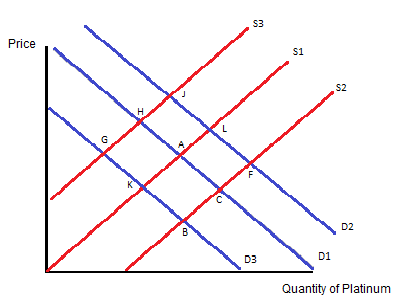 S3
Price
S1
S2
J
H
L
G
A
F
K
C
B
D2
D3
D1
Quantity of Platinum